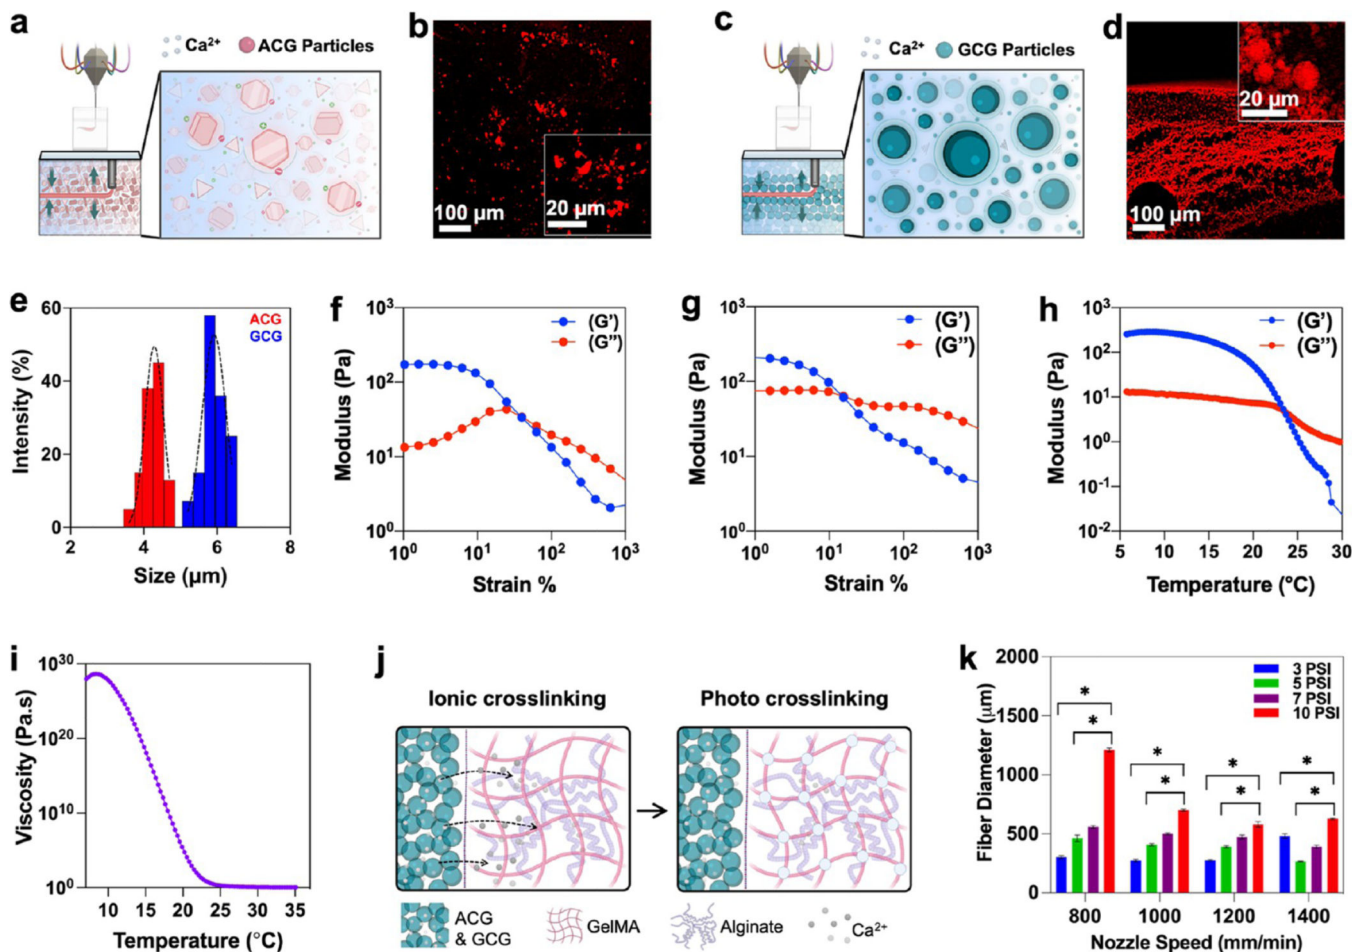 a
Ca²⁺ ACG Particles
b
100 µm
20 µm
c
Ca²⁺ GCG Particles
d
20 µm
100 µm
e
60
40
20
0
Intensity (%)
ACG
GCG
2 4 6 8
Size (µm)
f
10³
10²
10¹
10⁰
Modulus (Pa)
(G')
(G'')
10⁰ 10¹ 10² 10³
Strain %
g
10³
10²
10¹
10⁰
Modulus (Pa)
(G')
(G'')
10⁰ 10¹ 10² 10³
Strain %
h
10³
10²
10¹
10⁰
10⁻¹
10⁻²
Modulus (Pa)
(G')
(G'')
5 10 15 20 25 30
Temperature (°C)
i
10³⁰
10²⁰
10¹⁰
10⁰
Viscosity (Pa.s)
10 15 20 25 30 35
Temperature (°C)
j
Ionic crosslinking
Photo crosslinking
ACG
& GCG
GelMA
Alginate
Ca²⁺
k
2000
1500
1000
500
0
Fiber Diameter (µm)
3 PSI
5 PSI
7 PSI
10 PSI
* * * *
* * * *
800 1000 1200 1400
Nozzle Speed (mm/min)